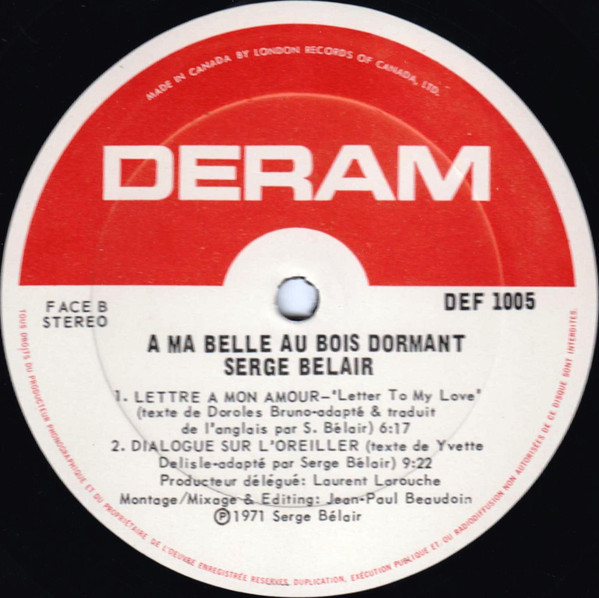 MADE IN CANADA BY LONDON RECORDS OF CANADA, LTD.
DERAM
FACE B
STEREO
DEF 1005
A MA BELLE AU BOIS DORMANT
SERGE BELAIR
1. LETTRE A MON AMOUR–"Letter To My Love"
(texte de Doroles Bruno-adapté & traduit
de l'anglais par S. Bélair) 6:17
2. DIALOGUE SUR L'OREILLER (texte de Yvette
Delisle-adapté par Serge Bélair) 9:22
Producteur délégué: Laurent Larouche
Montage/Mixage & Editing: Jean-Paul Beaudoin
℗1971 Serge Bélair
TOUS DROITS DU PRODUCTEUR PHONOGRAPHIQUE ET DU PROPRIÉTAIRE DE L'OEUVRE ENREGISTRÉE RESERVES. DUPLICATION, EXÉCUTION PUBLIQUE ET OU RADIODIFFUSION NON AUTORISÉES DE CE DISQUE SONT INTERDITES.